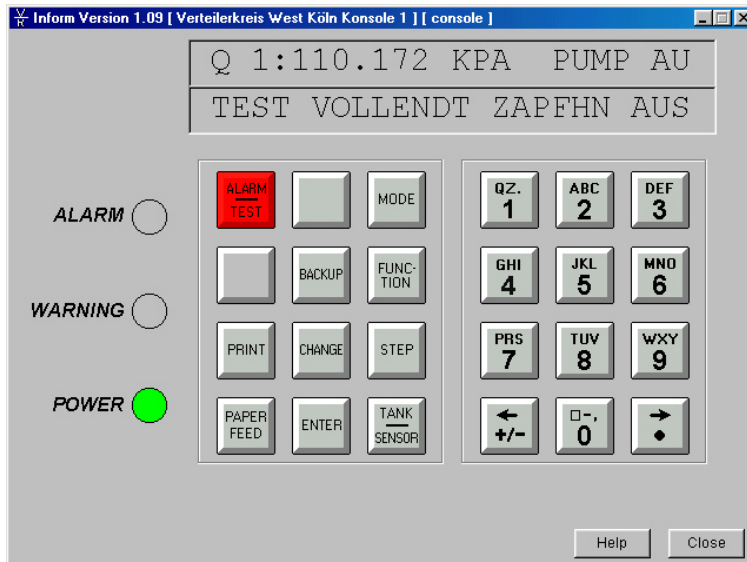 Inform Version 1.09 [ Verteilerkreis West Köln Konsole 1 ] [ console ]
Q 1:110.172 KPA PUMP AU
TEST VOLLENDT ZAPFHN AUS
ALARM
WARNING
POWER
ALARM
TEST
MODE
BACKUP
FUNC-
TION
PRINT
CHANGE
STEP
PAPER
FEED
ENTER
TANK
SENSOR
QZ.
1
ABC
2
DEF
3
GHI
4
JKL
5
MNO
6
PRS
7
TUV
8
WXY
9
←
+/-
□-,
0
→
•
Help
Close